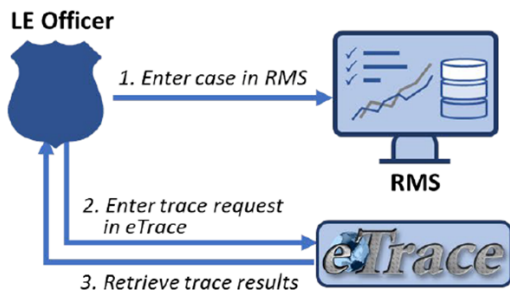 LE Officer
1. Enter case in RMS
RMS
2. Enter trace request
in eTrace
eTrace
3. Retrieve trace results